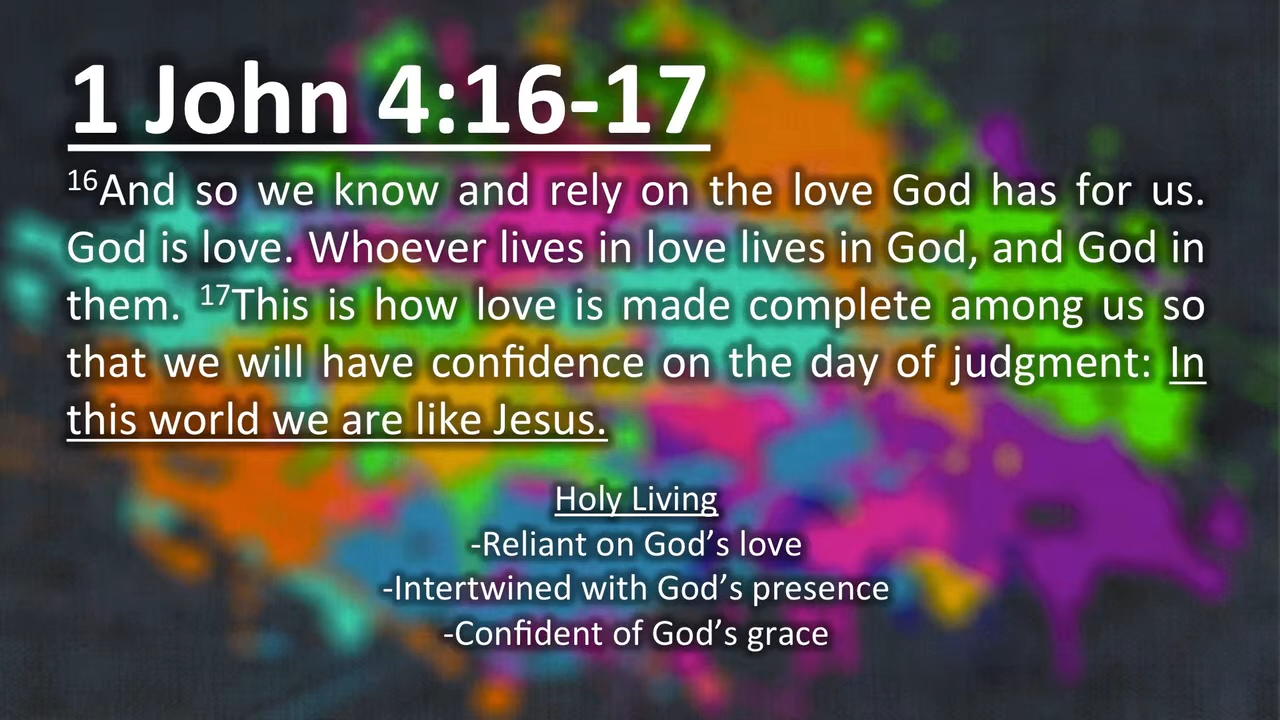 1 John 4:16-17
16And so we know and rely on the love God has for us.
God is love. Whoever lives in love lives in God, and God in
them. 17This is how love is made complete among us so
that we will have confidence on the day of judgment: In
this world we are like Jesus.
Holy Living
-Reliant on God’s love
-Intertwined with God’s presence
-Confident of God’s grace